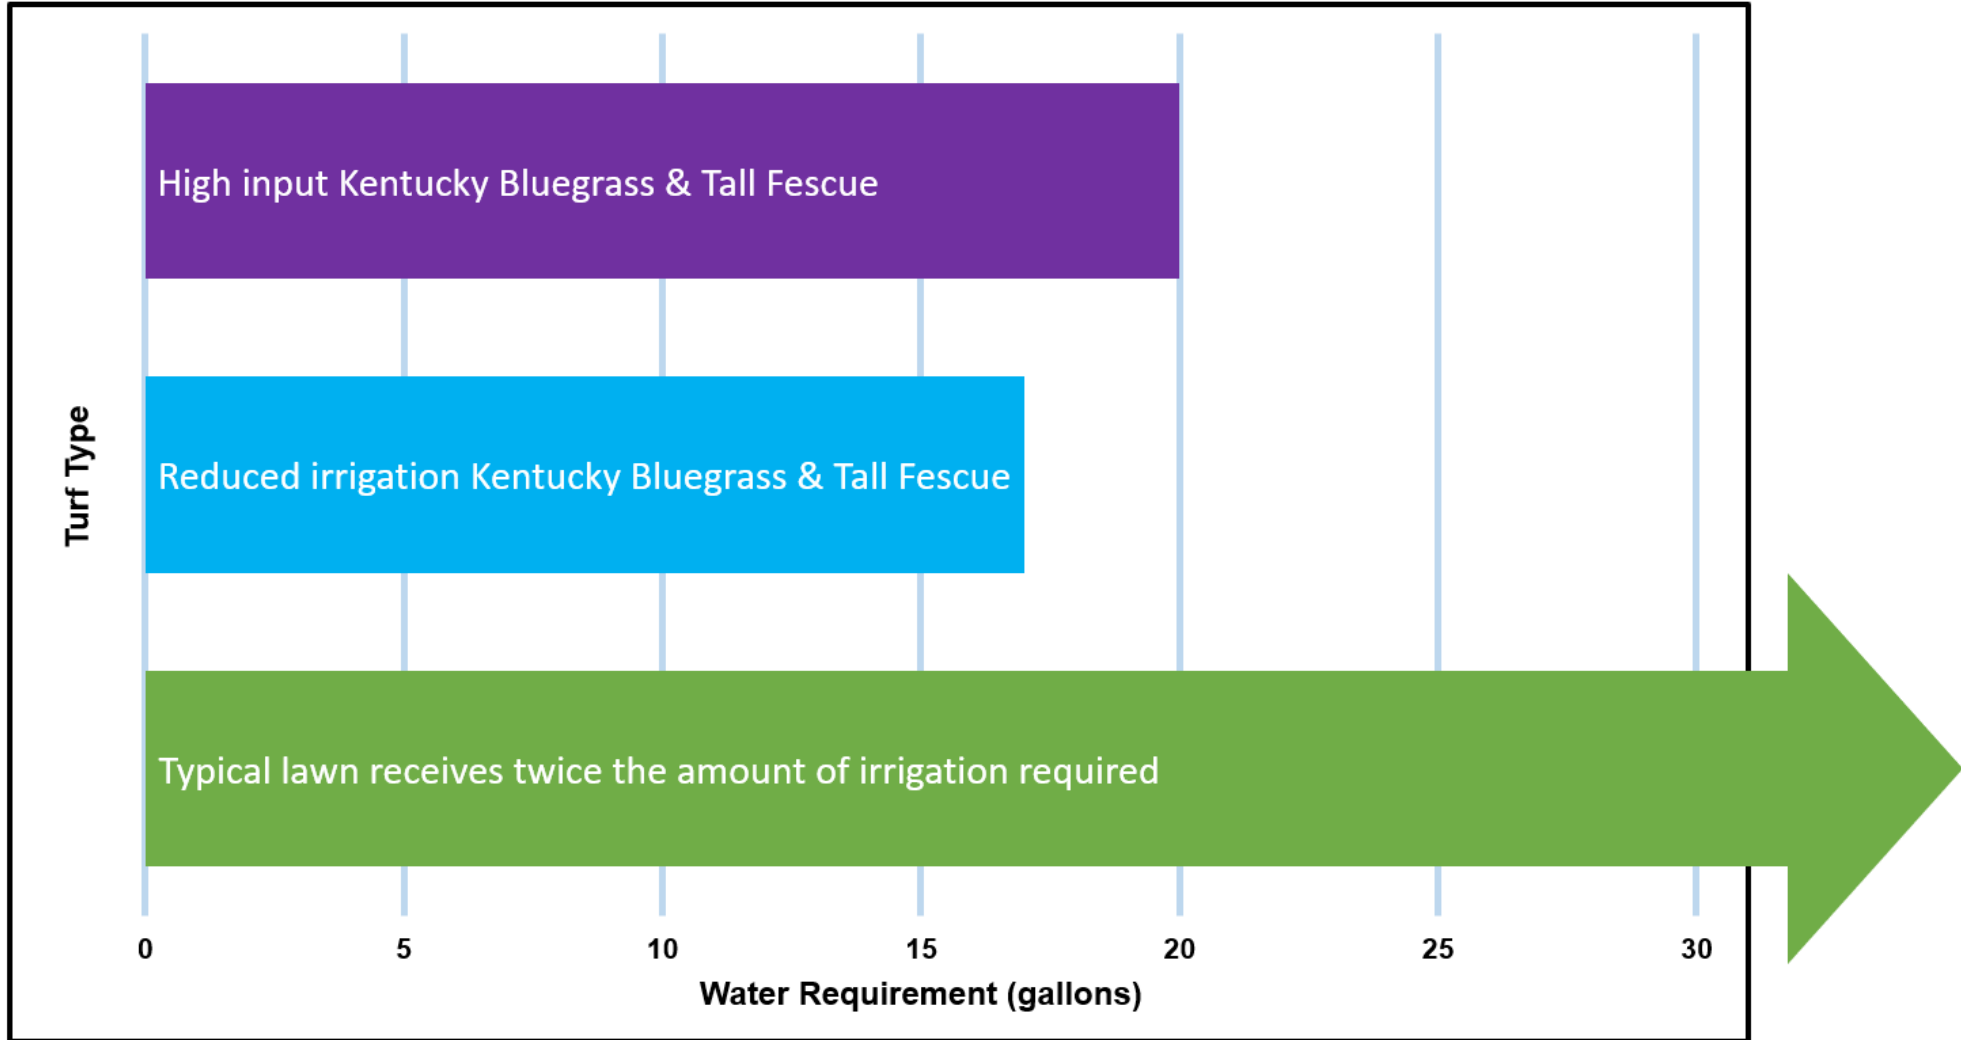 High input Kentucky Bluegrass & Tall Fescue
Reduced irrigation Kentucky Bluegrass & Tall Fescue
Turf Type
Typical lawn receives twice the amount of irrigation required
0 5 10 15 20 25 30
Water Requirement (gallons)